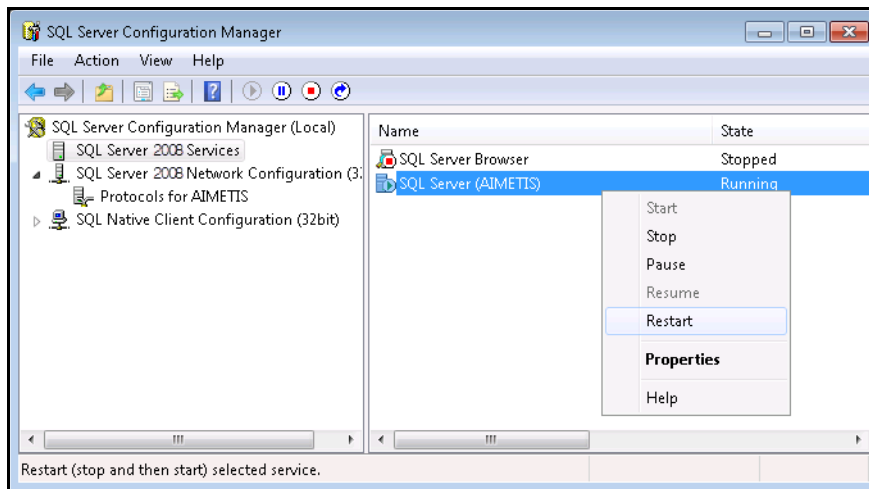 SQL Server Configuration Manager
File Action View Help
SQL Server Configuration Manager (Local)
SQL Server 2008 Services
SQL Server 2008 Network Configuration (3
Protocols for AIMETIS
SQL Native Client Configuration (32bit)
Name State
SQL Server Browser Stopped
SQL Server (AIMETIS) Running
Start
Stop
Pause
Resume
Restart
Properties
Help
Restart (stop and then start) selected service.